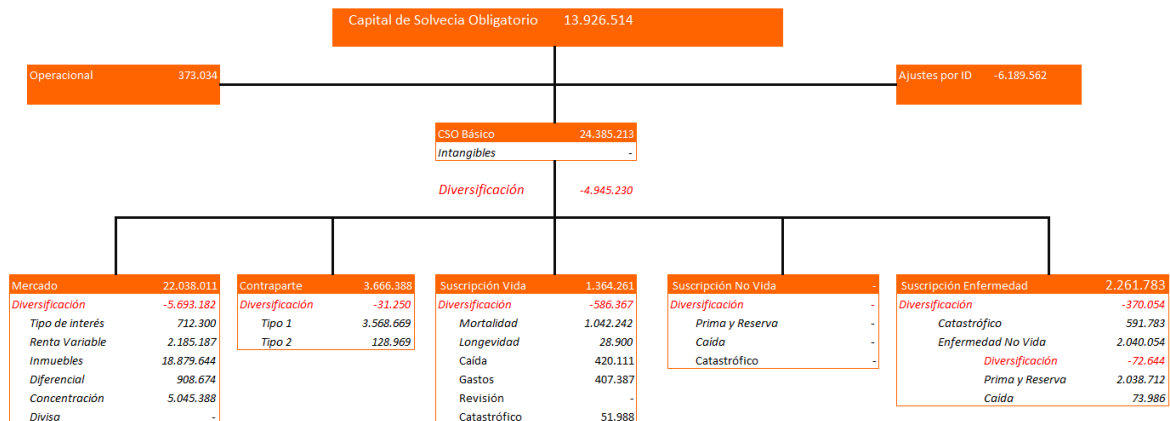 Capital de Solvecia Obligatorio 13.926.514
Operacional 373.034
Ajustes por ID -6.189.562
CSO Básico 24.385.213
Intangibles -
Diversificación -4.945.230
Mercado 22.038.011
Diversificación -5.693.182
Tipo de interés 712.300
Renta Variable 2.185.187
Inmuebles 18.879.644
Diferencial 908.674
Concentración 5.045.388
Divisa -
Contraparte 3.666.388
Diversificación -31.250
Tipo 1 3.568.669
Tipo 2 128.969
Suscripción Vida 1.364.261
Diversificación -586.367
Mortalidad 1.042.242
Longevidad 28.900
Caída 420.111
Gastos 407.387
Revisión -
Catastrófico 51.988
Suscripción No Vida -
Diversificación -
Prima y Reserva -
Caída -
Catastrófico -
Suscripción Enfermedad 2.261.783
Diversificación -370.054
Catastrófico 591.783
Enfermedad No Vida 2.040.054
Diversificación -72.644
Prima y Reserva 2.038.712
Caída 73.986